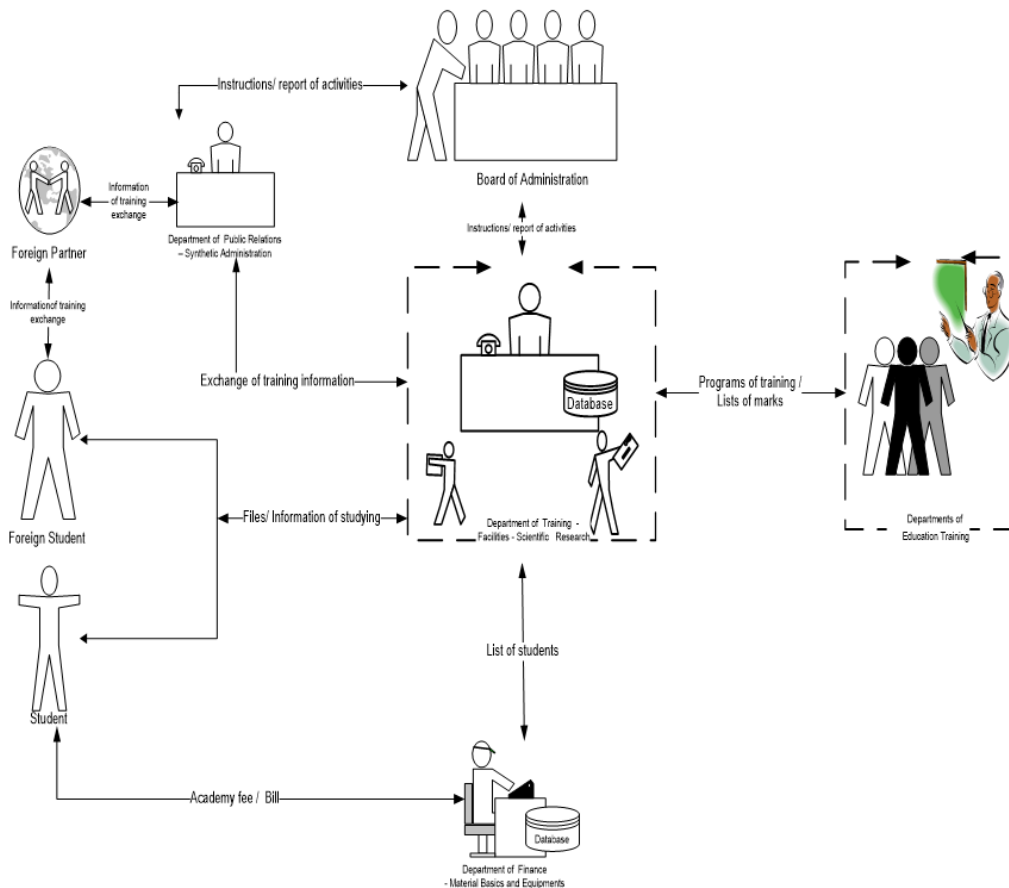 Instructions/ report of activities
Board of Administration
Information
of training
exchange
Department of Public Relations
– Synthetic Administration
Foreign Partner
Instructions/ report of activities
Informationof training
exchange
Exchange of training information
Database
Programs of training /
Lists of marks
Foreign Student
Files/ Information of studying
Department of Training -
Facilities - Scientific Research
Departments of
Education Training
List of students
Student
Academy fee / Bill
Database
Department of Finance
- Material Basics and Equipments